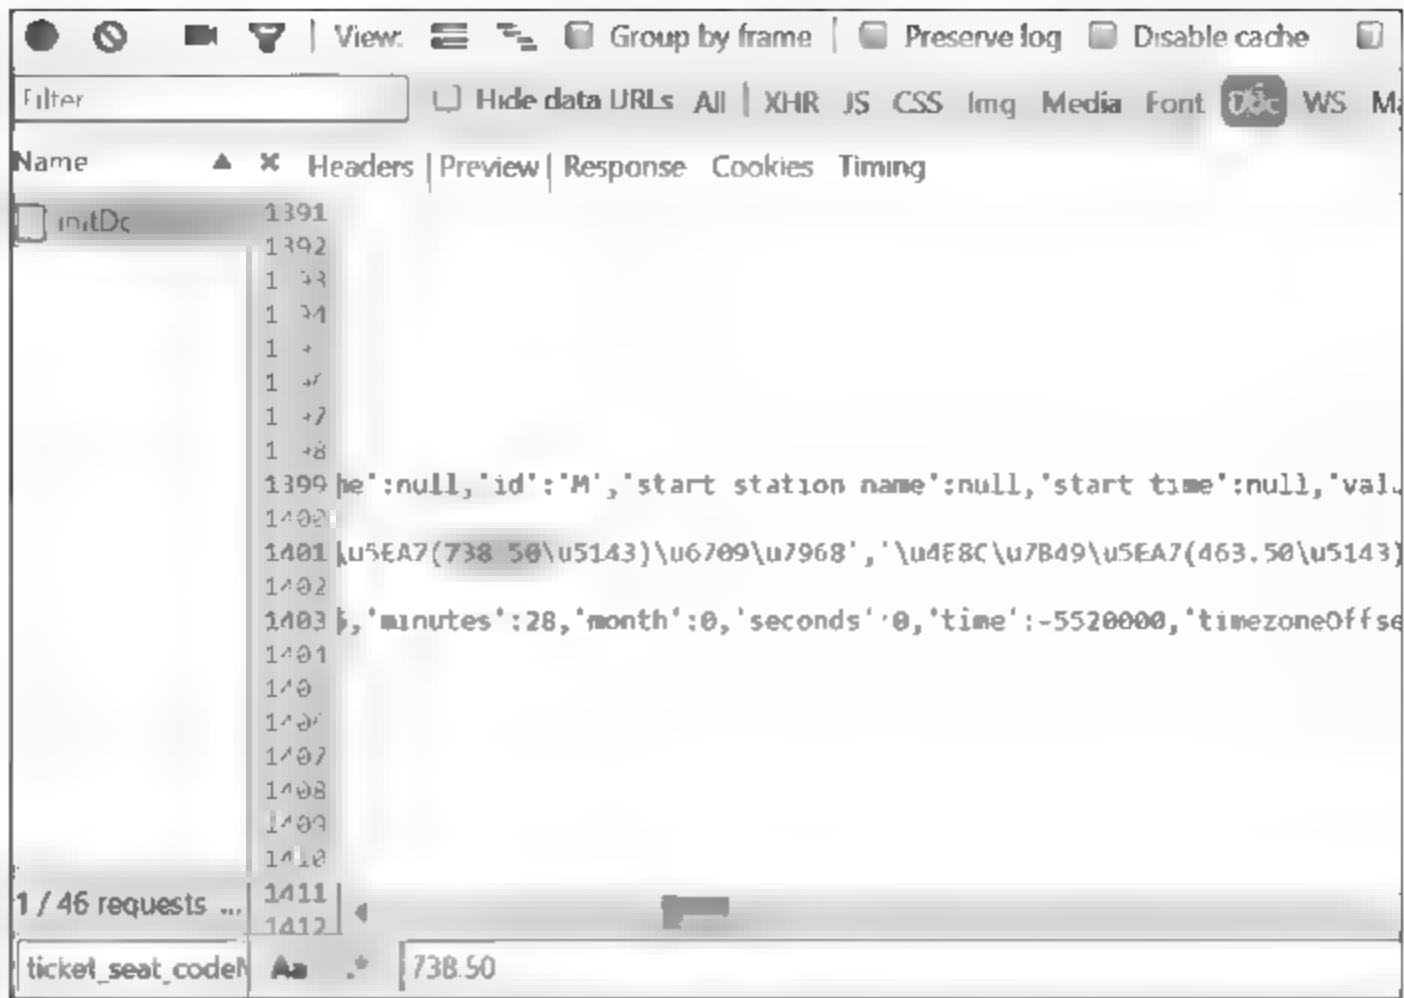 View: Group by frame Preserve log Disable cache
Filter Hide data URLs All XHR JS CSS Img Media Font Doc WS
Name Headers Preview Response Cookies Timing
1391
1392
1399 ':null,'id':'M','start station name':null,'start time':null,'val
1401 \u5EA7(738 50\u5143)\u6709\u7968','\u4E8C\u7B49\u5EA7(463.50\u5143)
1402
1403 ,'minutes':28,'month':0,'seconds':0,'time':-5520000,'timezoneOffse
1407
1408
1409
1410
1 / 46 requests ... 1411
1412
ticket_seat_codeN Aa .* 738.50